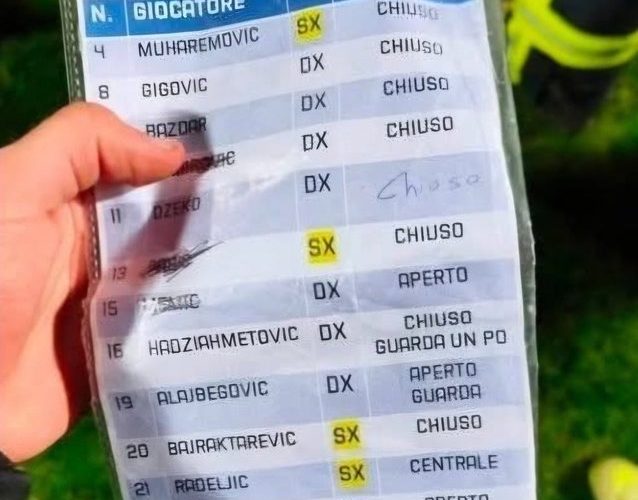 N. GIOCATORE
4 MUHAREMOVIC SX CHIUSO
8 GIGOVIC DX CHIUSO
BAZDAR DX CHIUSO
DX CHIUSO
11 DZEKO DX Chiuso
13 SX CHIUSO
15 DX APERTO
16 HADZIAHMETOVIC DX CHIUSO
GUARDA UN PO
19 ALAJBEGOVIC DX APERTO
GUARDA
20 BAJRAKTAREVIC SX CHIUSO
21 RADELJIC SX CENTRALE
APERTO